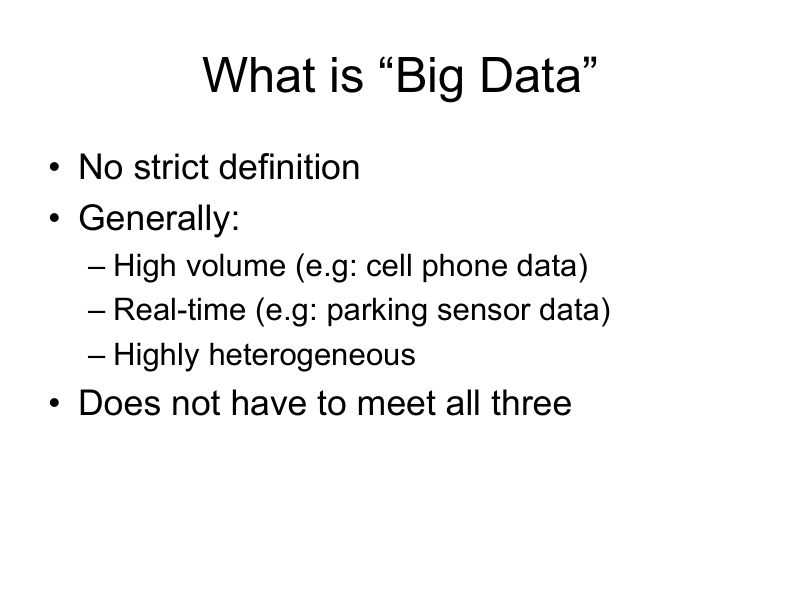 What is “Big Data”
• No strict definition
• Generally:
– High volume (e.g: cell phone data)
– Real-time (e.g: parking sensor data)
– Highly heterogeneous
• Does not have to meet all three